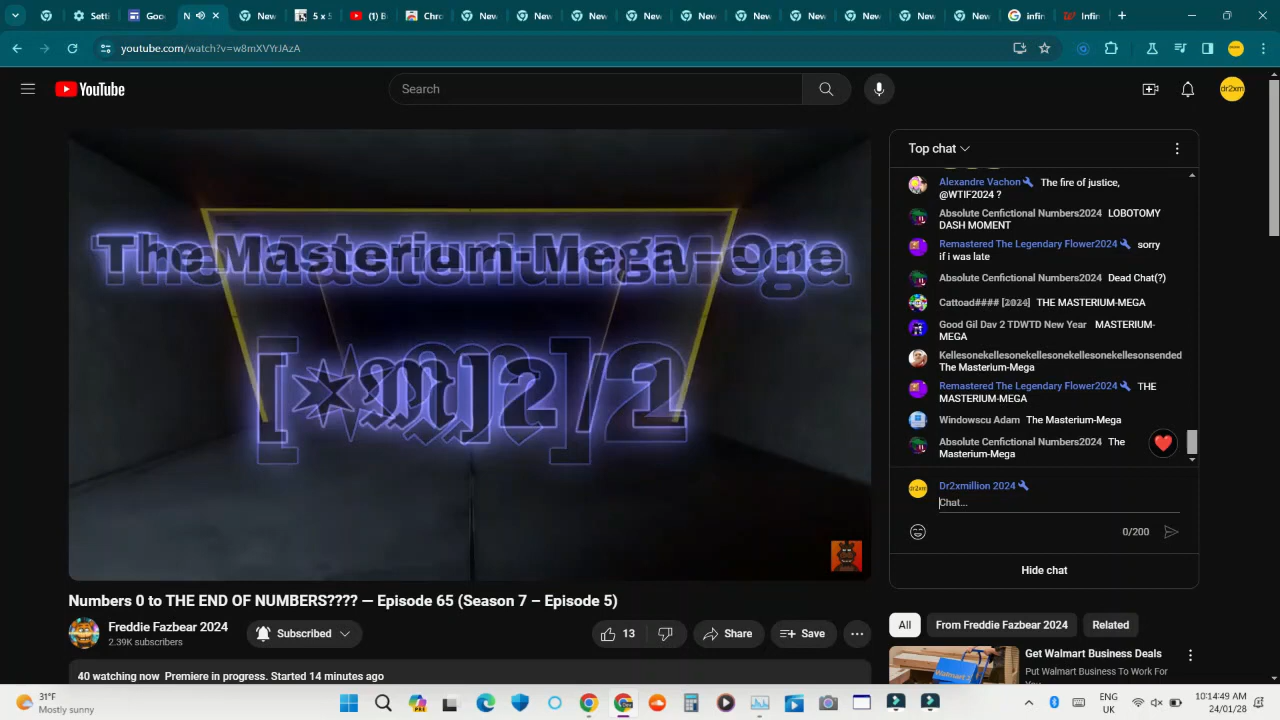 Setti
Goo
N
New
5 x 5
(1) B
Chro
New
New
New
New
New
New
New
New
New
New
infin
Infin
youtube.com/watch?v=w8mXVYrJAzA
YouTube
Search
dr2xm
The Masterium-Mega-One
[✶𝔐]2/1
Numbers 0 to THE END OF NUMBERS???? — Episode 65 (Season 7 – Episode 5)
Freddie Fazbear 2024
2.39K subscribers
Subscribed
13
Share
Save
40 watching now Premiere in progress. Started 14 minutes ago
Top chat
Alexandre Vachon The fire of justice,
@WTIF2024 ?
Absolute Cenfictional Numbers2024 LOBOTOMY
DASH MOMENT
Remastered The Legendary Flower2024 sorry
if i was late
Absolute Cenfictional Numbers2024 Dead Chat(?)
Cattoad#### [2024] THE MASTERIUM-MEGA
Good Gil Dav 2 TDWTD New Year MASTERIUM-
MEGA
Kellesonekellesonekellesonekellesonekellesonsended
The Masterium-Mega
Remastered The Legendary Flower2024 THE
MASTERIUM-MEGA
Windowscu Adam The Masterium-Mega
Absolute Cenfictional Numbers2024 The
Masterium-Mega
Dr2xmillion 2024
Chat...
0/200
Hide chat
All
From Freddie Fazbear 2024
Related
Get Walmart Business Deals
Put Walmart Business To Work For
You
31°F
Mostly sunny
ENG
UK
10:14:49 AM
24/01/28